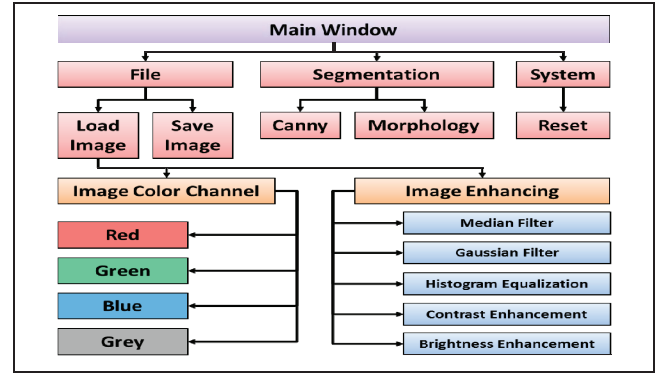 Main Window
File
Segmentation
System
Load
Image
Save
Image
Canny
Morphology
Reset
Image Color Channel
Image Enhancing
Red
Green
Blue
Grey
Median Filter
Gaussian Filter
Histogram Equalization
Contrast Enhancement
Brightness Enhancement